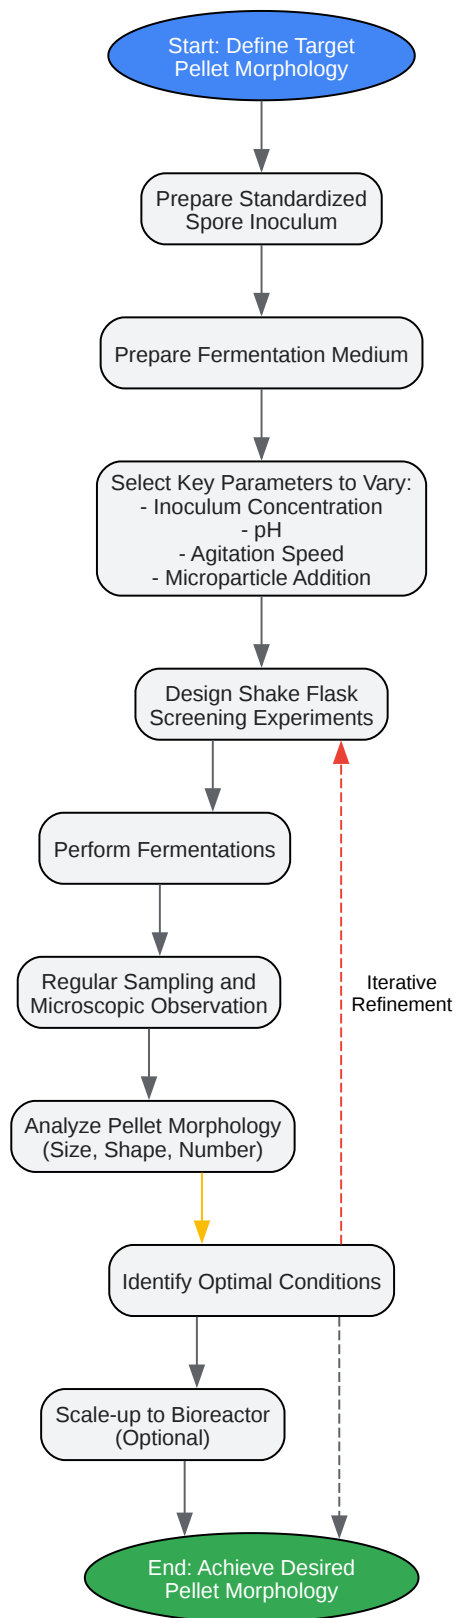 Start: Define Target
Pellet Morphology
Prepare Standardized
Spore Inoculum
Prepare Fermentation Medium
Select Key Parameters to Vary:
- Inoculum Concentration
- pH
- Agitation Speed
- Microparticle Addition
Design Shake Flask
Screening Experiments
Perform Fermentations
Regular Sampling and
Microscopic Observation
Iterative
Refinement
Analyze Pellet Morphology
(Size, Shape, Number)
Identify Optimal Conditions
Scale-up to Bioreactor
(Optional)
End: Achieve Desired
Pellet Morphology